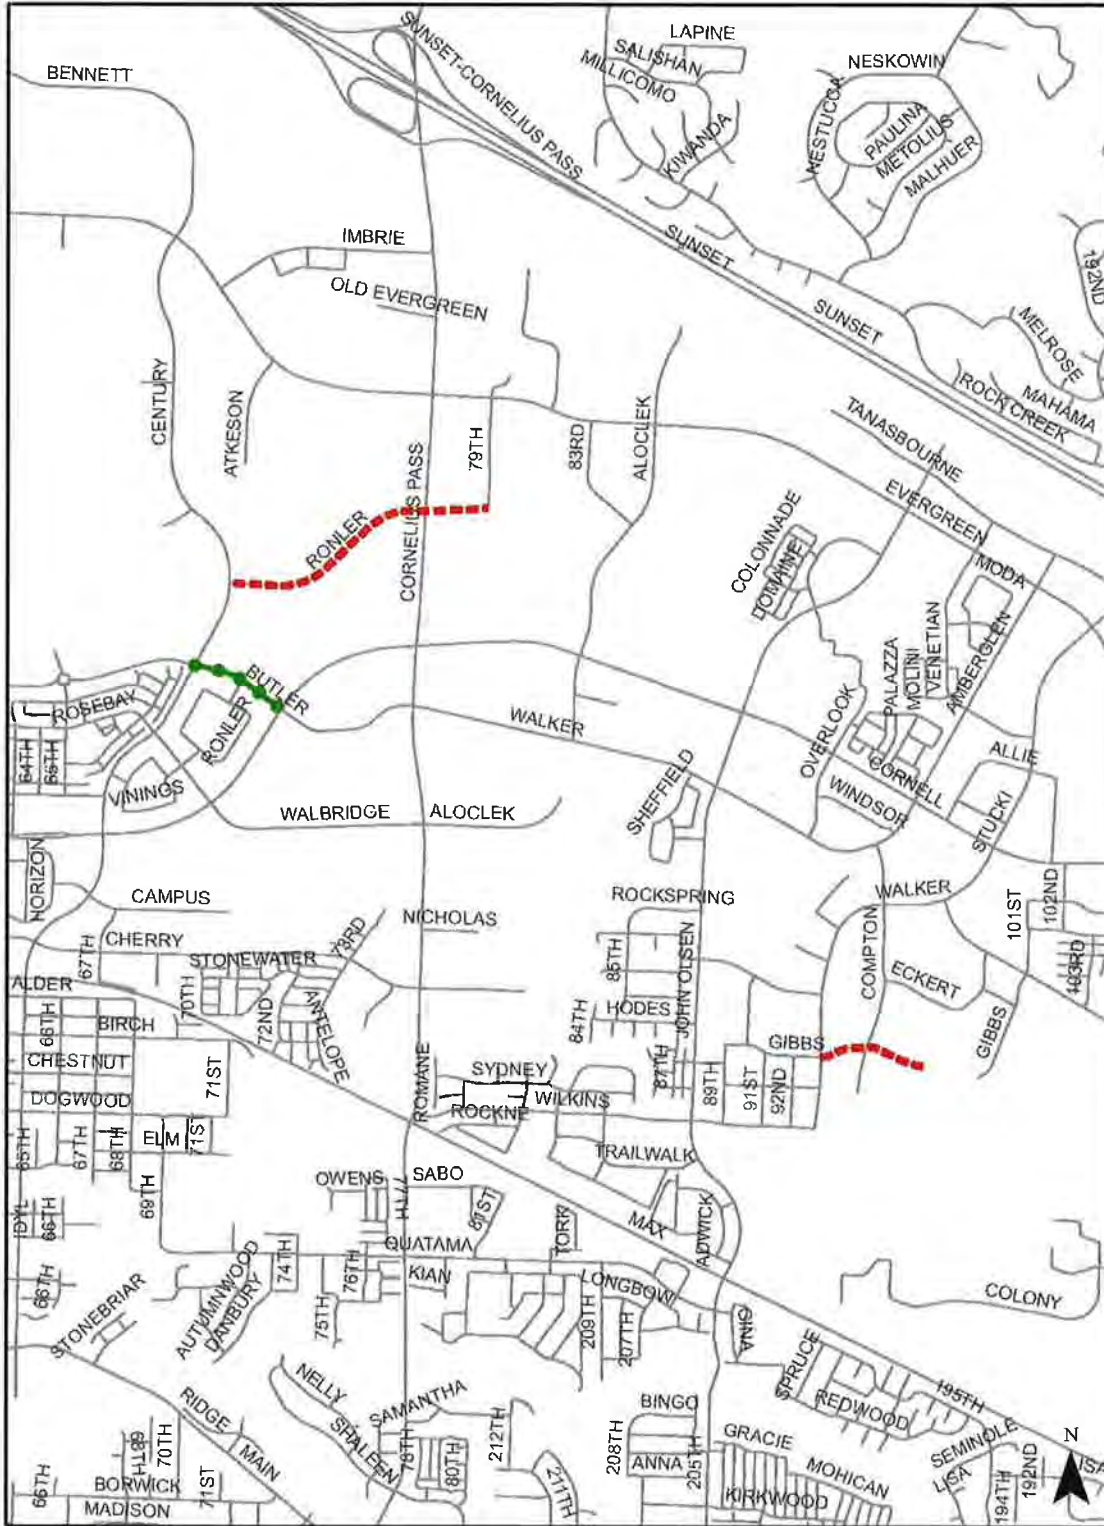 LAPINE
SUNSET-CORNELIUS PASS
SALISHAN
MILLICOMO
NESKOWIN
BENNETT
NESTUCCA
PAULINA
METOLIUS
MALHUER
KIWANDA
IMBRIE
SUNSET
192ND
OLD EVERGREEN
SUNSET
MELROSE
CENTURY
ROCK CREEK
MAHAMA
ATKESON
79TH
83RD
ALOCLEK
TANASBOURNE
EVERGREEN
CORNELIUS PASS
RONLER
COLONNADE
DOMAINE
MODA
BUTLER
ROSEBAY
RONLER
PALAZZA
MOLINI
VENETIAN
AMBERGLEN
WALKER
OVERLOOK
64TH
65TH
VININGS
ALLIE
CORNELL
WINDSOR
WALBRIDGE
ALOCLEK
SHEFFIELD
STUCKI
HORIZON
CAMPUS
ROCKSPRING
WALKER
NICHOLAS
101ST
102ND
67TH
CHERRY
73RD
STONEWATER
85TH
COMPTON
ECKERT
103RD
ALDER
70TH
72ND
ANTELOPE
JOHN OLSEN
66TH
BIRCH
84TH
HODES
GIBBS
CHESTNUT
71ST
ROMANE
SYDNEY
87TH
GIBBS
DOGWOOD
ROCKNE
WILKINS
89TH
91ST
92ND
65TH
67TH
68TH
ELM
71ST
TRAILWALK
69TH
OWENS
77TH
SABO
81ST
IDYL
66TH
MAX
ADWICK
QUATAMA
TORK
AUTUMNWOOD
DANBURY
74TH
76TH
KIAN
LONGBOW
66TH
STONEBRIAR
75TH
209TH
207TH
GINA
COLONY
SPRUCE
195TH
NELLY
SAMANTHA
BINGO
REDWOOD
RIDGE
SHALEEN
78TH
212TH
208TH
205TH
GRACIE
SEMINOLE
N
68TH
70TH
MAIN
80TH
ANNA
MOHICAN
LISA
LISA
66TH
BORWICK
71ST
211TH
KIRKWOOD
194TH
192ND
MADISON